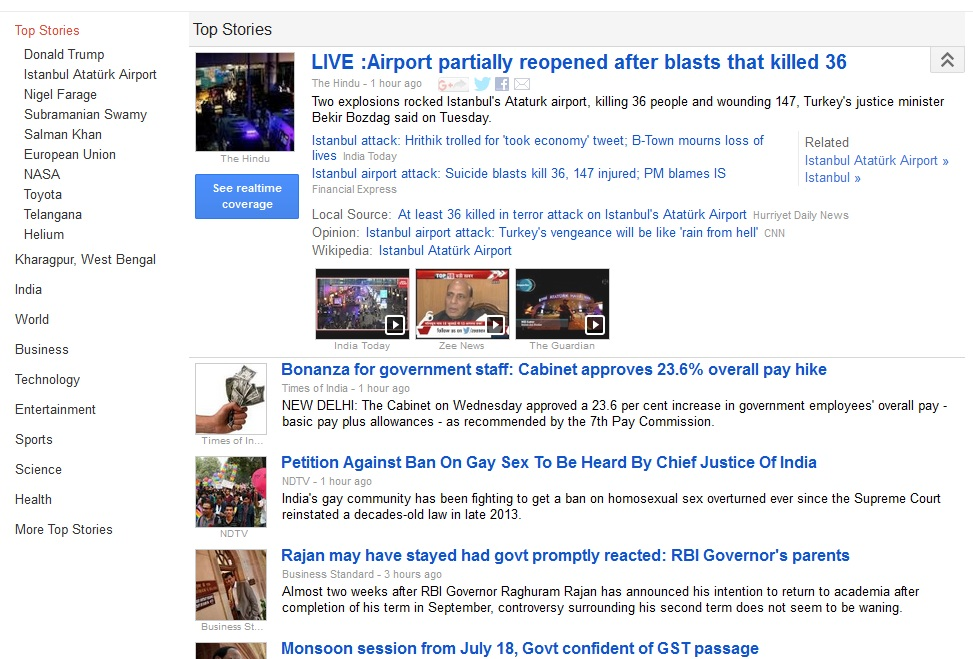 Top Stories
Donald Trump
Istanbul Atatürk Airport
Nigel Farage
Subramanian Swamy
Salman Khan
European Union
NASA
Toyota
Telangana
Helium
Kharagpur, West Bengal
India
World
Business
Technology
Entertainment
Sports
Science
Health
More Top Stories
Top Stories
The Hindu
See realtime
coverage
LIVE :Airport partially reopened after blasts that killed 36
The Hindu - 1 hour ago
Two explosions rocked Istanbul's Ataturk airport, killing 36 people and wounding 147, Turkey's justice minister
Bekir Bozdag said on Tuesday.
Istanbul attack: Hrithik trolled for 'took economy' tweet; B-Town mourns loss of
lives India Today
Istanbul airport attack: Suicide blasts kill 36, 147 injured; PM blames IS
Financial Express
Related
Istanbul Atatürk Airport »
Istanbul »
Local Source: At least 36 killed in terror attack on Istanbul's Atatürk Airport Hurriyet Daily News
Opinion: Istanbul airport attack: Turkey's vengeance will be like 'rain from hell' CNN
Wikipedia: Istanbul Atatürk Airport
India Today
Zee News
The Guardian
Times of In...
Bonanza for government staff: Cabinet approves 23.6% overall pay hike
Times of India - 1 hour ago
NEW DELHI: The Cabinet on Wednesday approved a 23.6 per cent increase in government employees' overall pay -
basic pay plus allowances - as recommended by the 7th Pay Commission.
NDTV
Petition Against Ban On Gay Sex To Be Heard By Chief Justice Of India
NDTV - 1 hour ago
India's gay community has been fighting to get a ban on homosexual sex overturned ever since the Supreme Court
reinstated a decades-old law in late 2013.
Business St...
Rajan may have stayed had govt promptly reacted: RBI Governor's parents
Business Standard - 3 hours ago
Almost two weeks after RBI Governor Raghuram Rajan has announced his intention to return to academia after
completion of his term in September, controversy surrounding his second term does not seem to be waning.
Monsoon session from July 18, Govt confident of GST passage